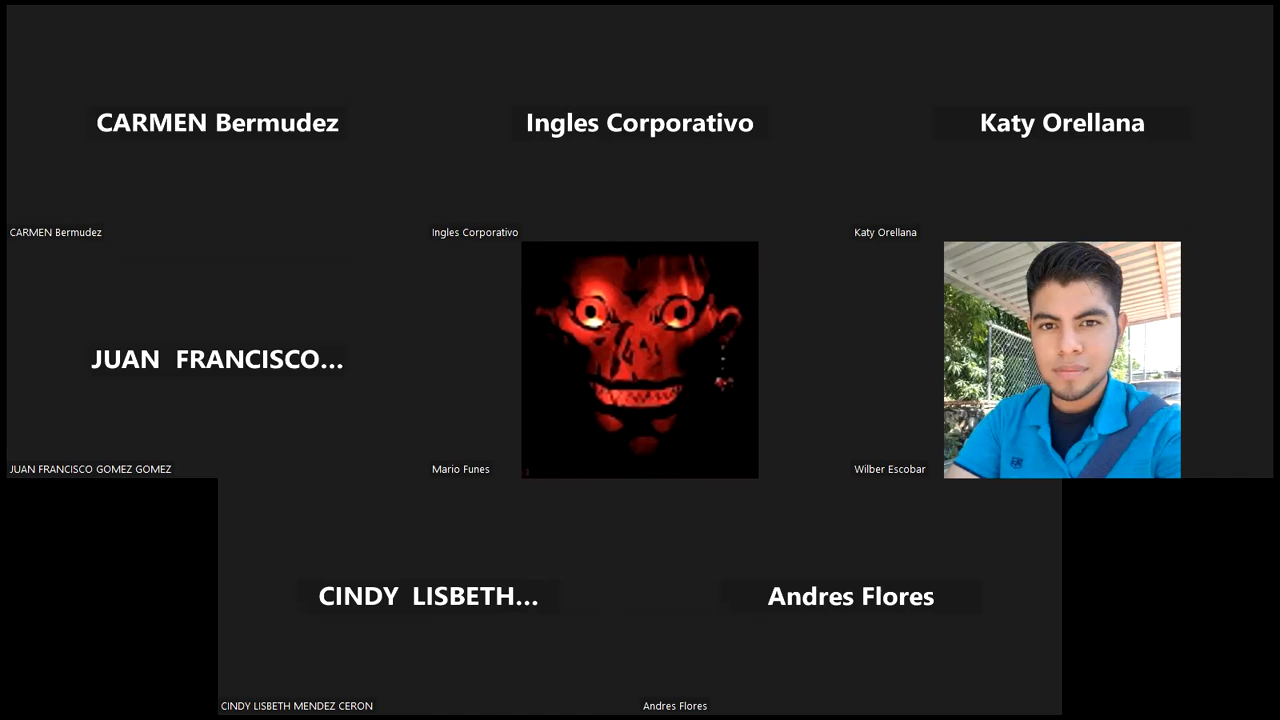 CARMEN Bermudez
Ingles Corporativo
Katy Orellana
CARMEN Bermudez
Ingles Corporativo
Katy Orellana
JUAN FRANCISCO...
JUAN FRANCISCO GOMEZ GOMEZ
Mario Funes
Wilber Escobar
CINDY LISBETH...
Andres Flores
CINDY LISBETH MENDEZ CERON
Andres Flores